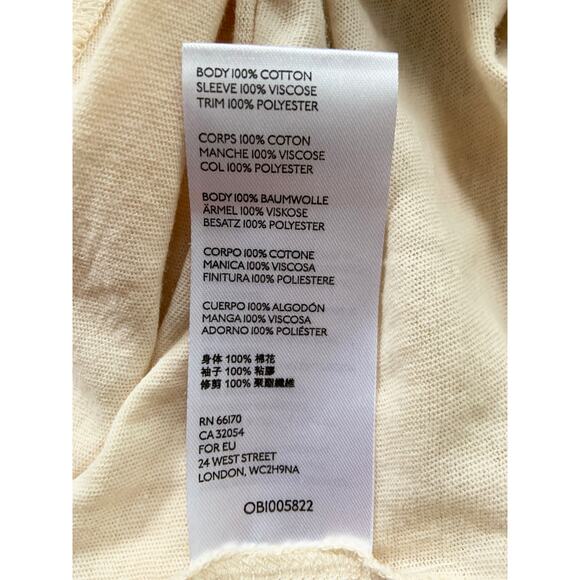 BODY 100% COTTON
SLEEVE 100% VISCOSE
TRIM 100% POLYESTER
CORPS 100% COTON
MANCHE 100% VISCOSE
COL 100% POLYESTER
BODY 100% BAUMWOLLE
ÄRMEL 100% VISKOSE
BESATZ 100% POLYESTER
CORPO 100% COTONE
MANICA 100% VISCOSA
FINITURA 100% POLIESTERE
CUERPO 100% ALGODÓN
MANGA 100% VISCOSA
ADORNO 100% POLIÉSTER
身体 100% 棉花
袖子 100% 粘膠
修剪 100% 聚酯纖維
RN 66170
CA 32054
FOR EU
24 WEST STREET
LONDON, WC2H9NA
OBI005822